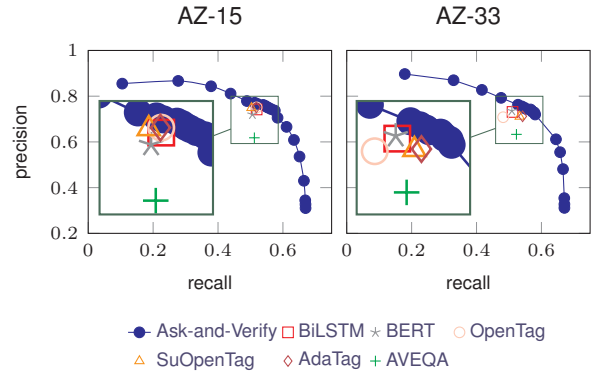 AZ-15 AZ-33
1
0.8
0.6
0.4
0.2
precision
0 0.2 0.4 0.6 0 0.2 0.4 0.6
recall recall
Ask-and-Verify BiLSTM BERT OpenTag
SuOpenTag AdaTag AVEQA